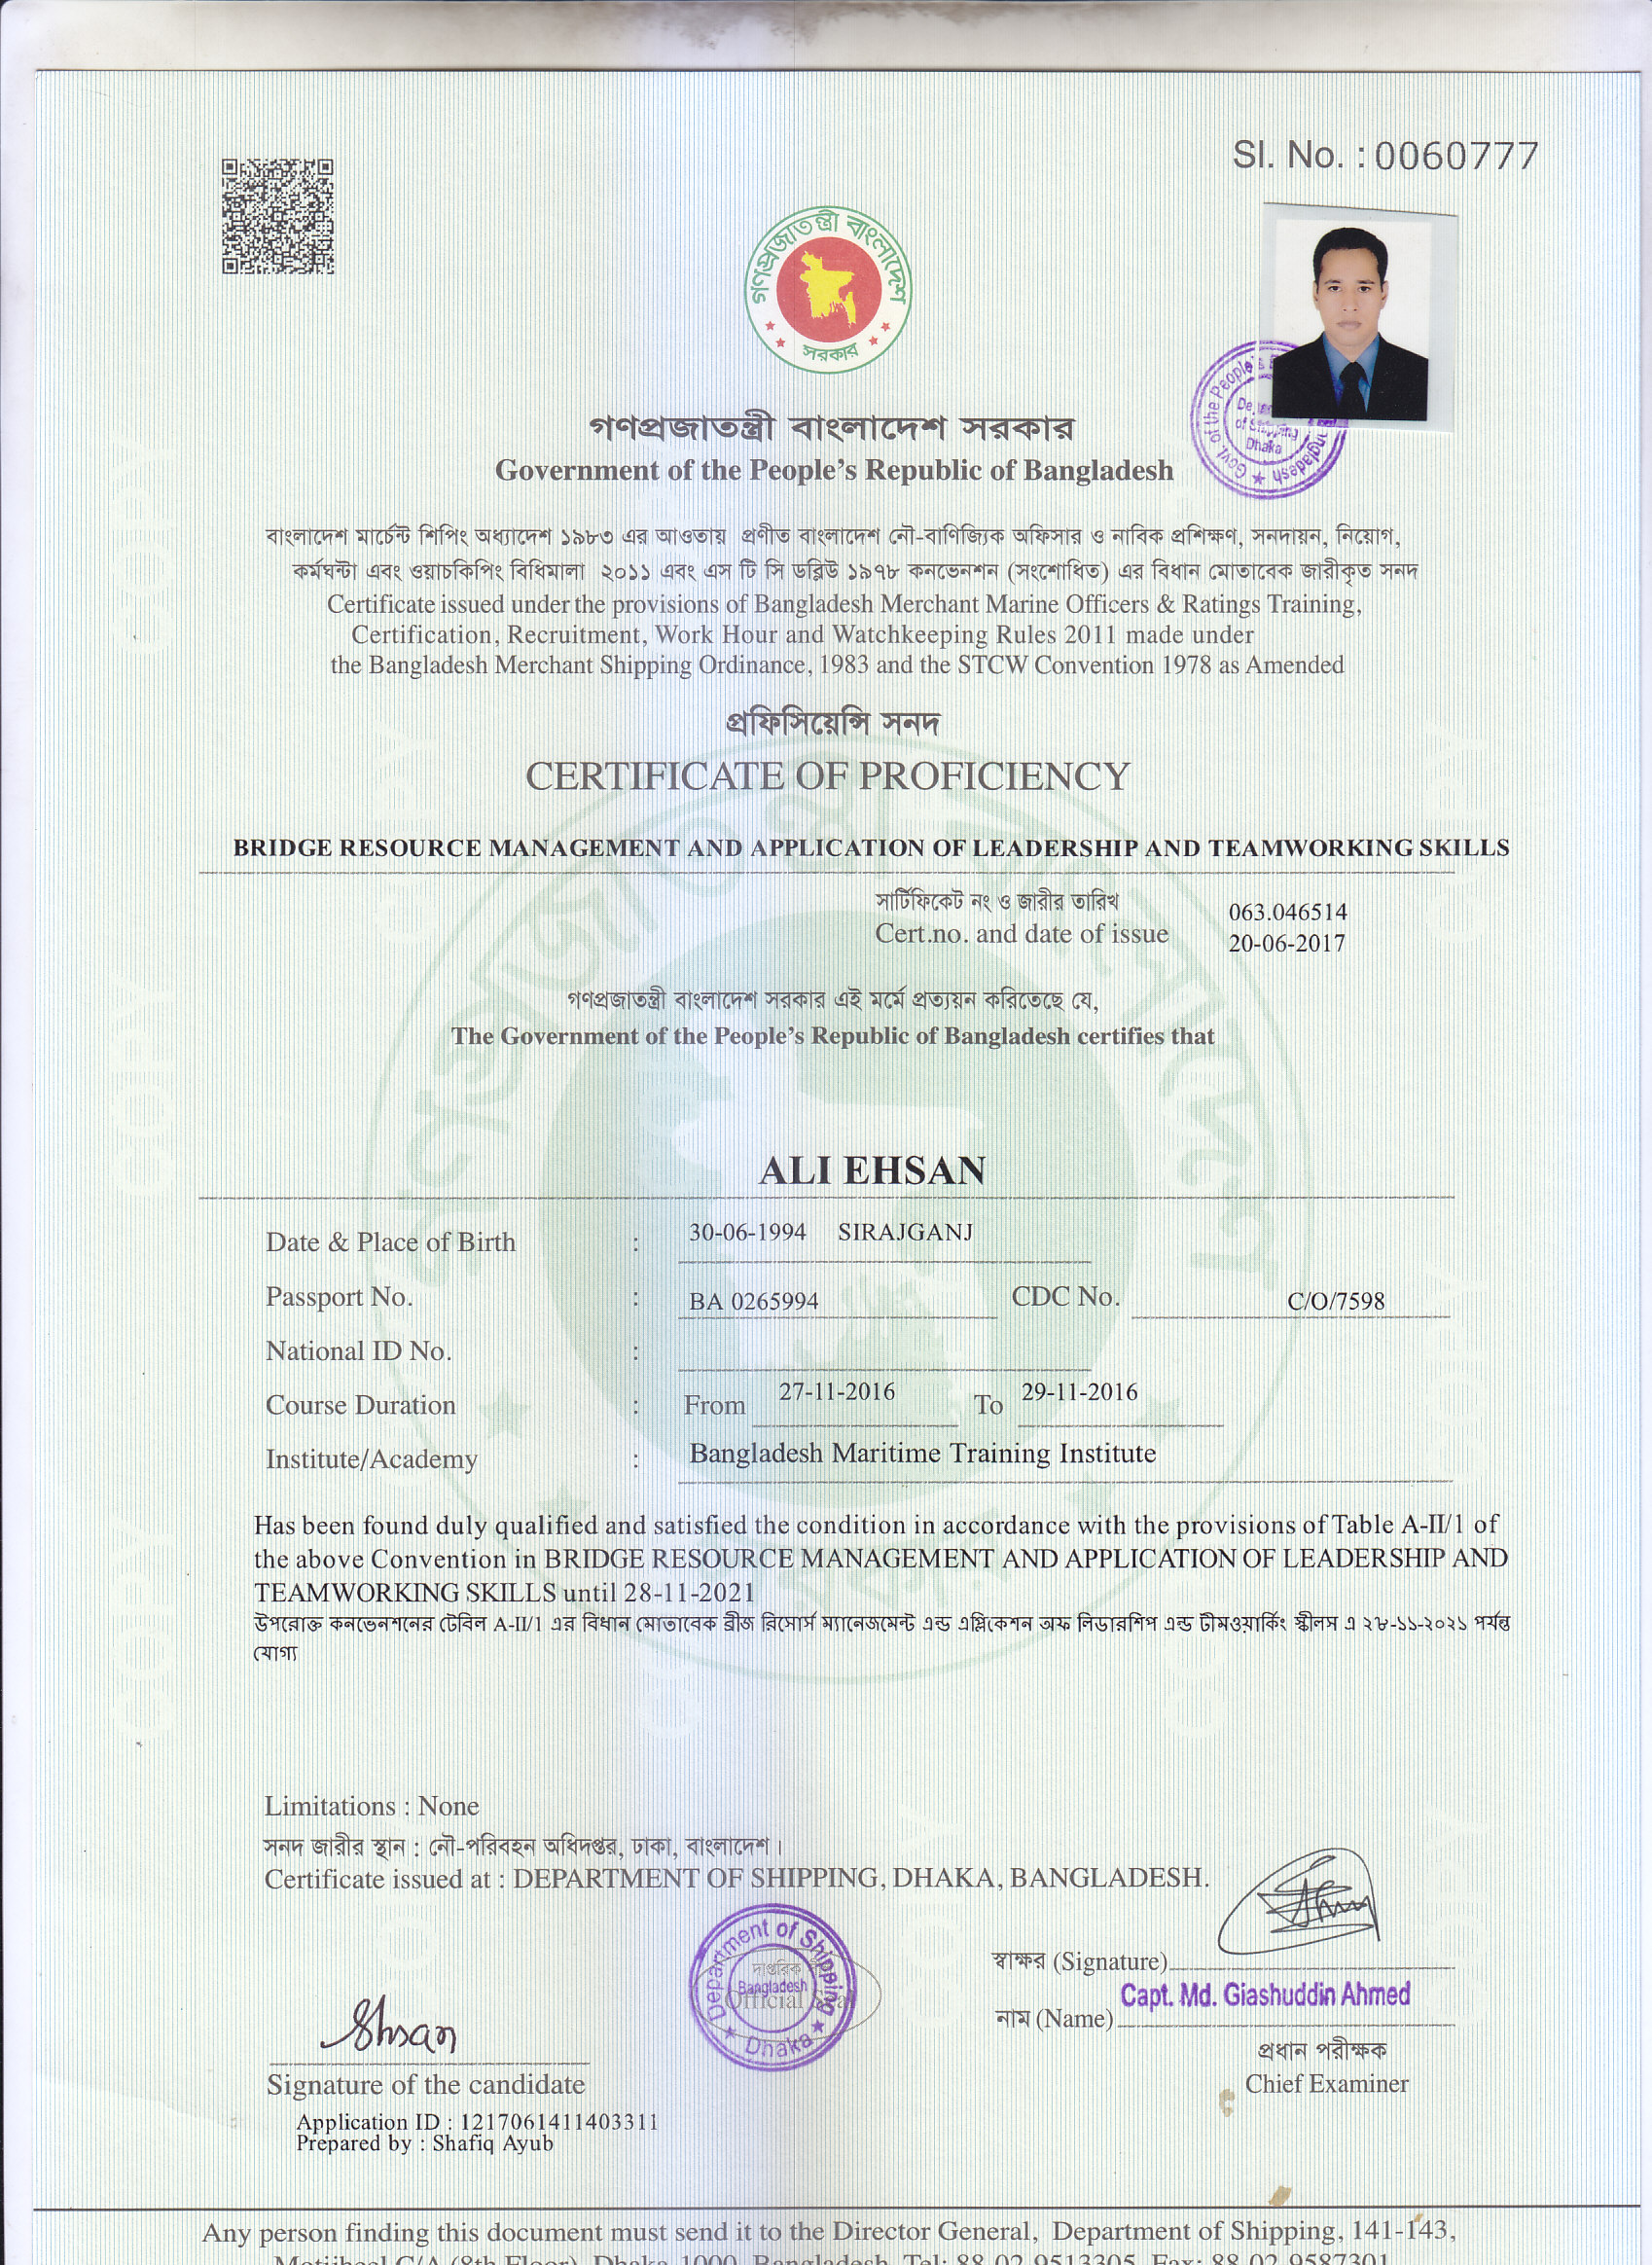 Sl. No. : 0060777
গণপ্রজাতন্ত্রী বাংলাদেশ
সরকার
Govt. of the People's Bangladesh
of Shipping
Dhaka
গণপ্রজাতন্ত্রী বাংলাদেশ সরকার
Government of the People's Republic of Bangladesh
বাংলাদেশ মার্চেন্ট শিপিং অধ্যাদেশ ১৯৮৩ এর আওতায় প্রণীত বাংলাদেশ নৌ-বাণিজ্যিক অফিসার ও নাবিক প্রশিক্ষণ, সনদায়ন, নিয়োগ,
কর্মঘন্টা এবং ওয়াচকিপিং বিধিমালা ২০১১ এবং এস টি সি ডব্লিউ ১৯৭৮ কনভেনশন (সংশোধিত) এর বিধান মোতাবেক জারীকৃত সনদ
Certificate issued under the provisions of Bangladesh Merchant Marine Officers & Ratings Training,
Certification, Recruitment, Work Hour and Watchkeeping Rules 2011 made under
the Bangladesh Merchant Shipping Ordinance, 1983 and the STCW Convention 1978 as Amended
প্রফিসিয়েন্সি সনদ
CERTIFICATE OF PROFICIENCY
BRIDGE RESOURCE MANAGEMENT AND APPLICATION OF LEADERSHIP AND TEAMWORKING SKILLS
সার্টিফিকেট নং ও জারীর তারিখ 063.046514
Cert.no. and date of issue 20-06-2017
গণপ্রজাতন্ত্রী বাংলাদেশ সরকার এই মর্মে প্রত্যয়ন করিতেছে যে,
The Government of the People's Republic of Bangladesh certifies that
ALI EHSAN
Date & Place of Birth : 30-06-1994 SIRAJGANJ
Passport No. : BA 0265994 CDC No. C/O/7598
National ID No. :
Course Duration : From 27-11-2016 To 29-11-2016
Institute/Academy : Bangladesh Maritime Training Institute
Has been found duly qualified and satisfied the condition in accordance with the provisions of Table A-II/1 of
the above Convention in BRIDGE RESOURCE MANAGEMENT AND APPLICATION OF LEADERSHIP AND
TEAMWORKING SKILLS until 28-11-2021
উপরোক্ত কনভেনশনের টেবিল A-II/1 এর বিধান মোতাবেক ব্রীজ রিসোর্স ম্যানেজমেন্ট এন্ড এপ্লিকেশন অফ লিডারশিপ এন্ড টীমওয়ার্কিং স্কীলস এ ২৮-১১-২০২১ পর্যন্ত
যোগ্য
Limitations : None
সনদ জারীর স্থান : নৌ-পরিবহন অধিদপ্তর, ঢাকা, বাংলাদেশ।
Certificate issued at : DEPARTMENT OF SHIPPING, DHAKA, BANGLADESH.
Department of Shipping
দাপ্তরিক
Bangladesh
Official Seal
Dhaka
স্বাক্ষর (Signature)
Capt. Md. Giashuddin Ahmed
নাম (Name)
প্রধান পরীক্ষক
Chief Examiner
Ehsan
Signature of the candidate
Application ID : 1217061411403311
Prepared by : Shafiq Ayub
Any person finding this document must send it to the Director General, Department of Shipping, 141-143,
Motijheel C/A (8th Floor), Dhaka-1000, Bangladesh, Tel: 88-02-9513305, Fax: 88-02-9587301